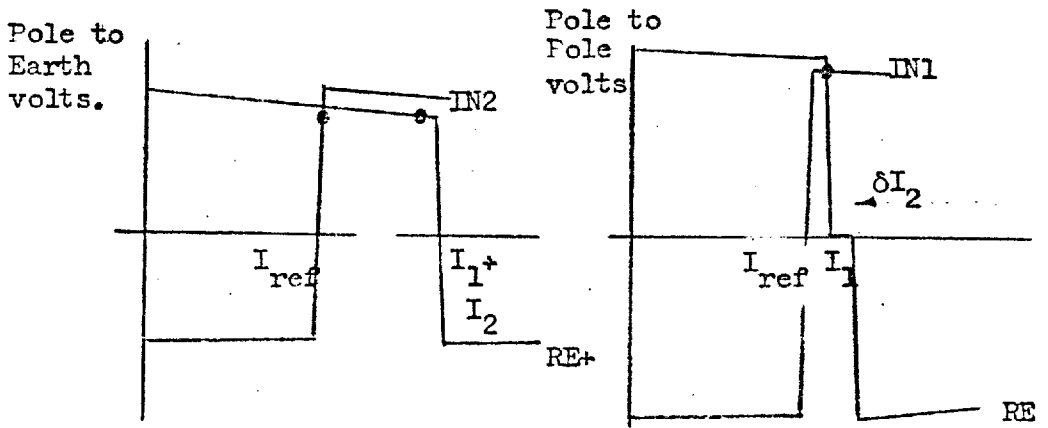 Pole to
Earth
volts.
IN2
I_ref
I_1+
I_2
RE+
Pole to
Pole
volts
IN1
δI_2
I_ref
I_1
RE